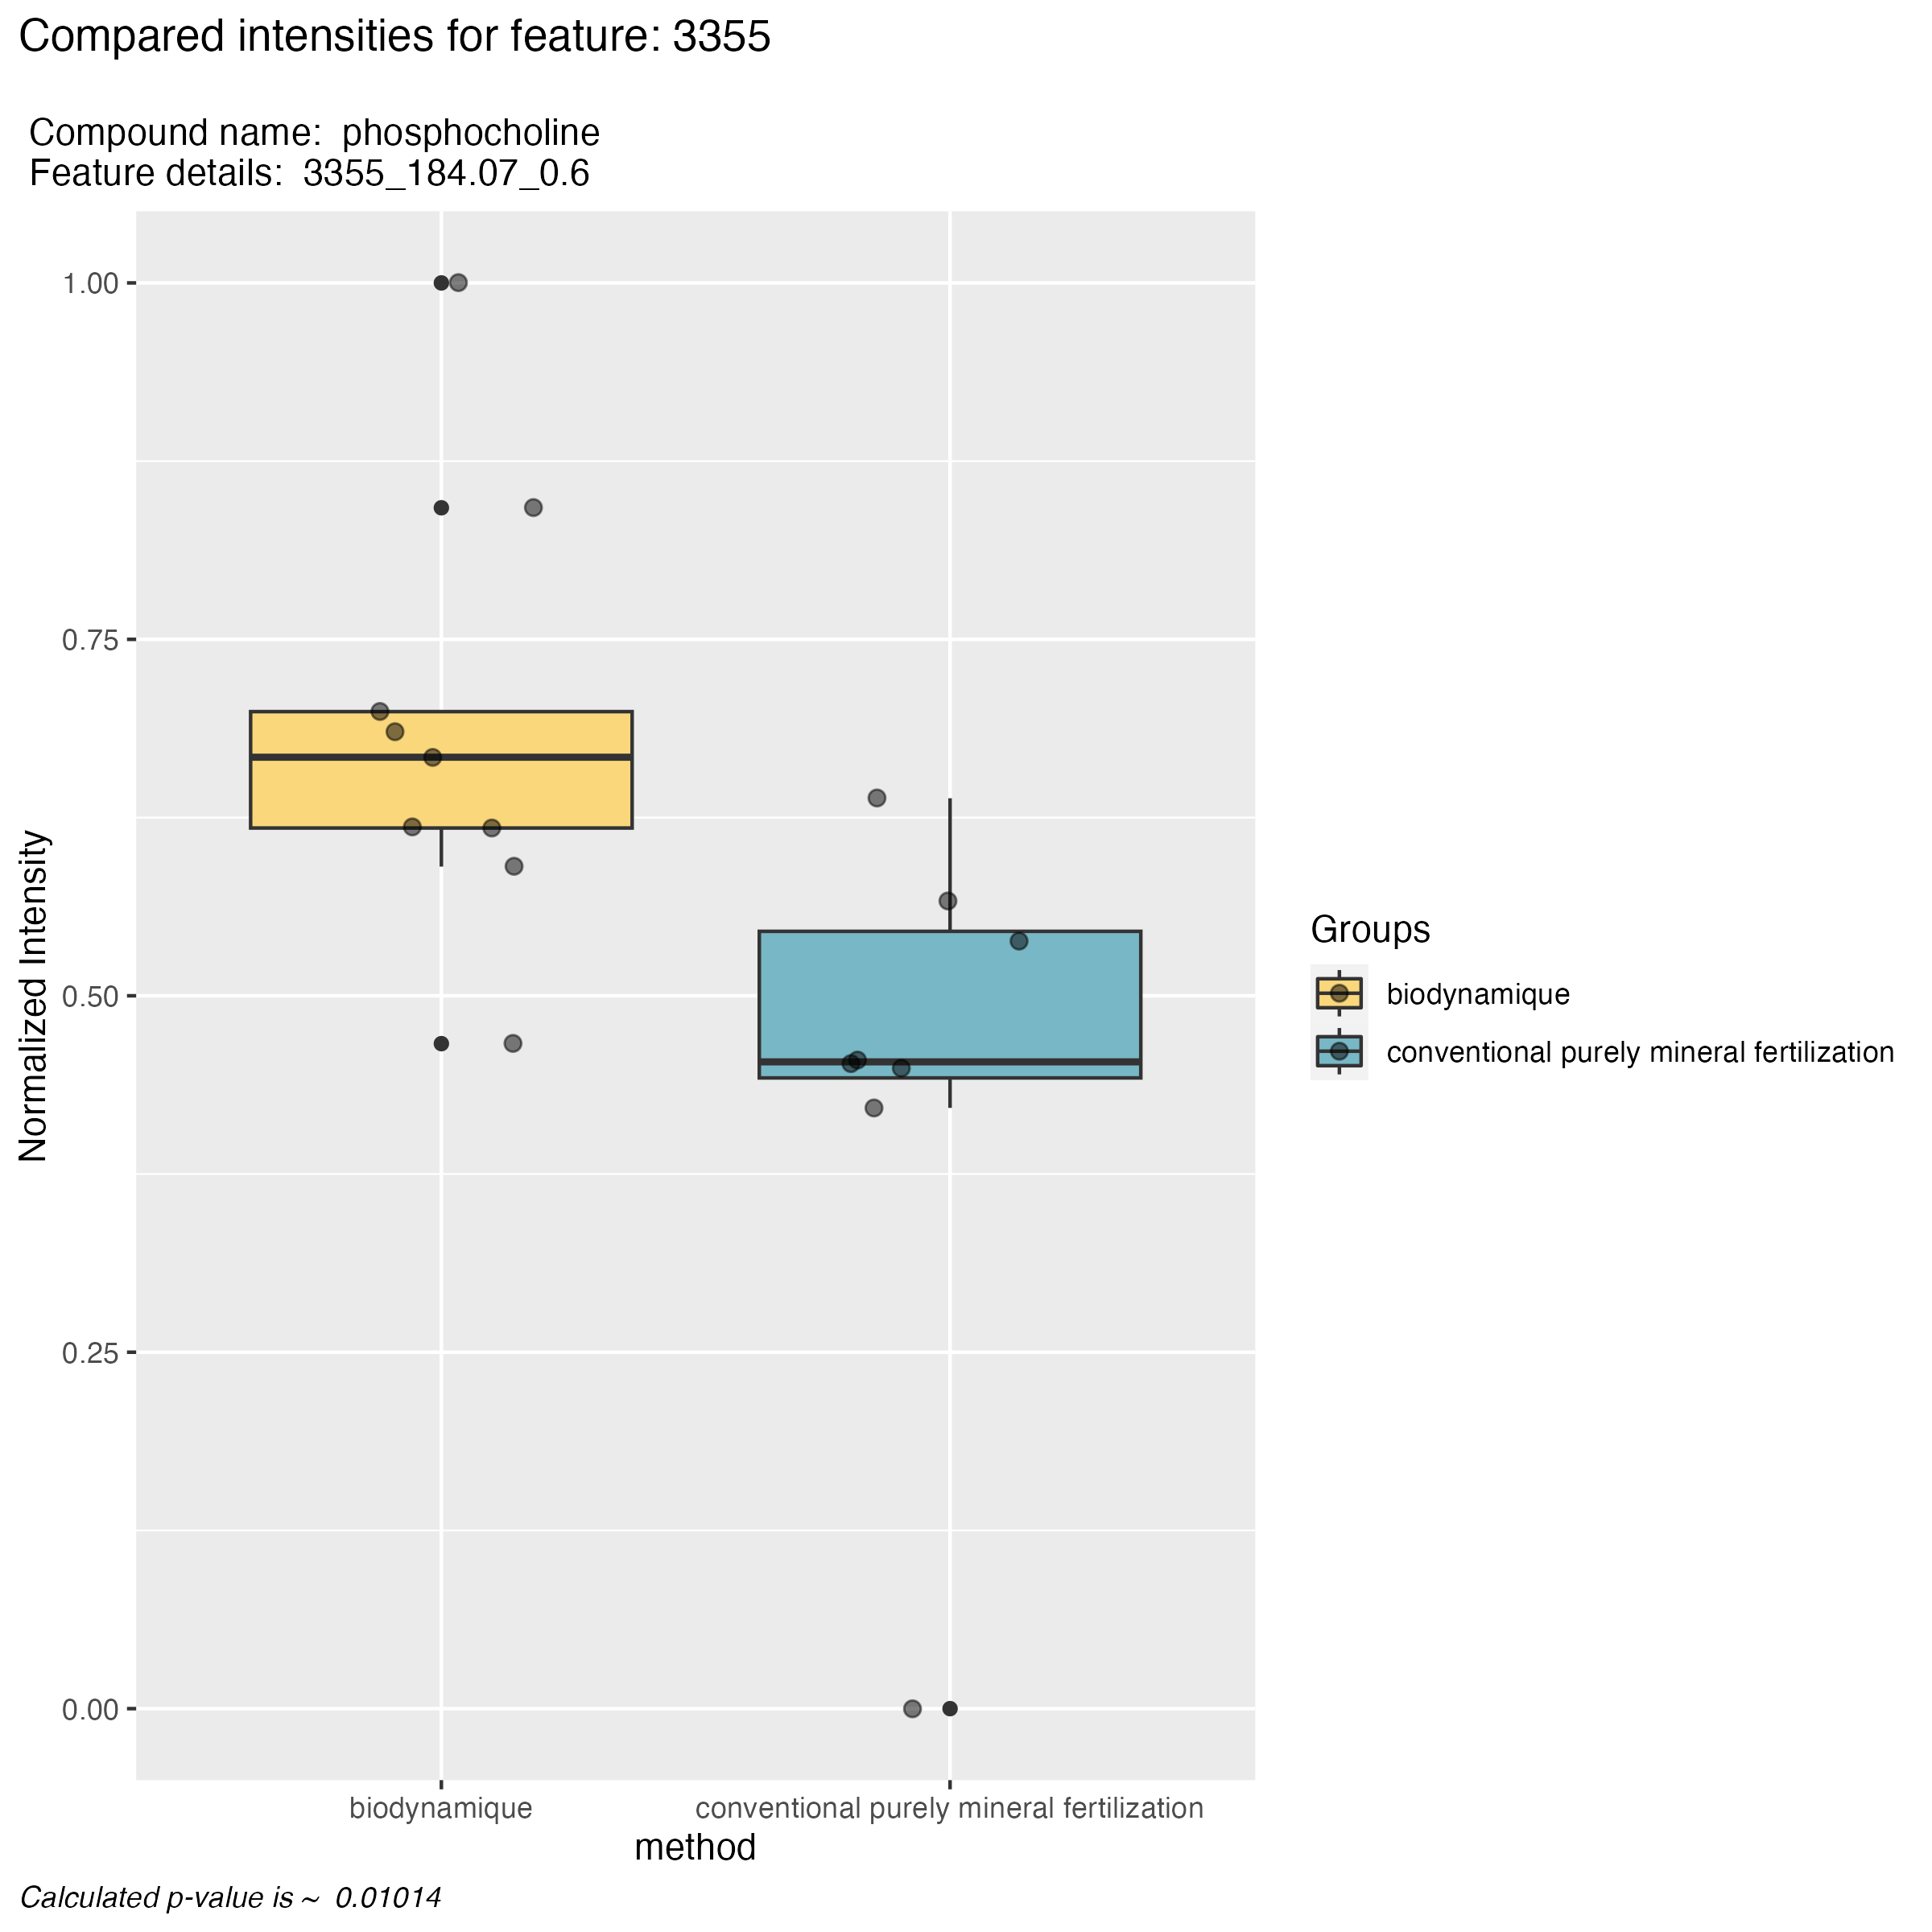 Compared intensities for feature: 3355
Compound name:  phosphocholine
Feature details:  3355_184.07_0.6
Normalized Intensity
1.00
0.75
0.50
0.25
0.00
biodynamique
conventional purely mineral fertilization
method
Groups
biodynamique
conventional purely mineral fertilization
Calculated p-value is ~  0.01014